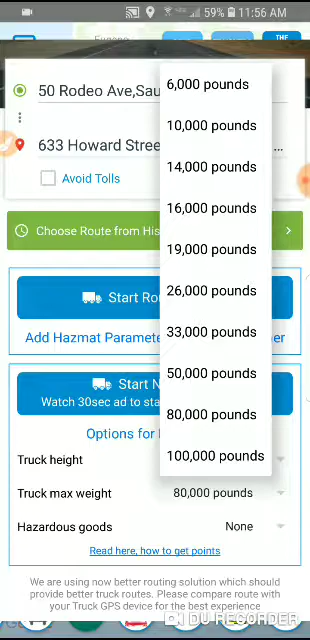 59% 11:56 AM
Eugene
THE
50 Rodeo Ave,Sau
633 Howard Stree ...
Avoid Tolls
Choose Route from His
Start Ro
Add Hazmat Parame er
Start N
Watch 30sec ad to sta
Options for
Truck height
Truck max weight 80,000 pounds
Hazardous goods None
6,000 pounds
10,000 pounds
14,000 pounds
16,000 pounds
19,000 pounds
26,000 pounds
33,000 pounds
50,000 pounds
80,000 pounds
100,000 pounds
Read here, how to get points
We are using now better routing solution which should
provide better truck routes. Please compare route with
your Truck GPS device for the best experience
DU RECORDER